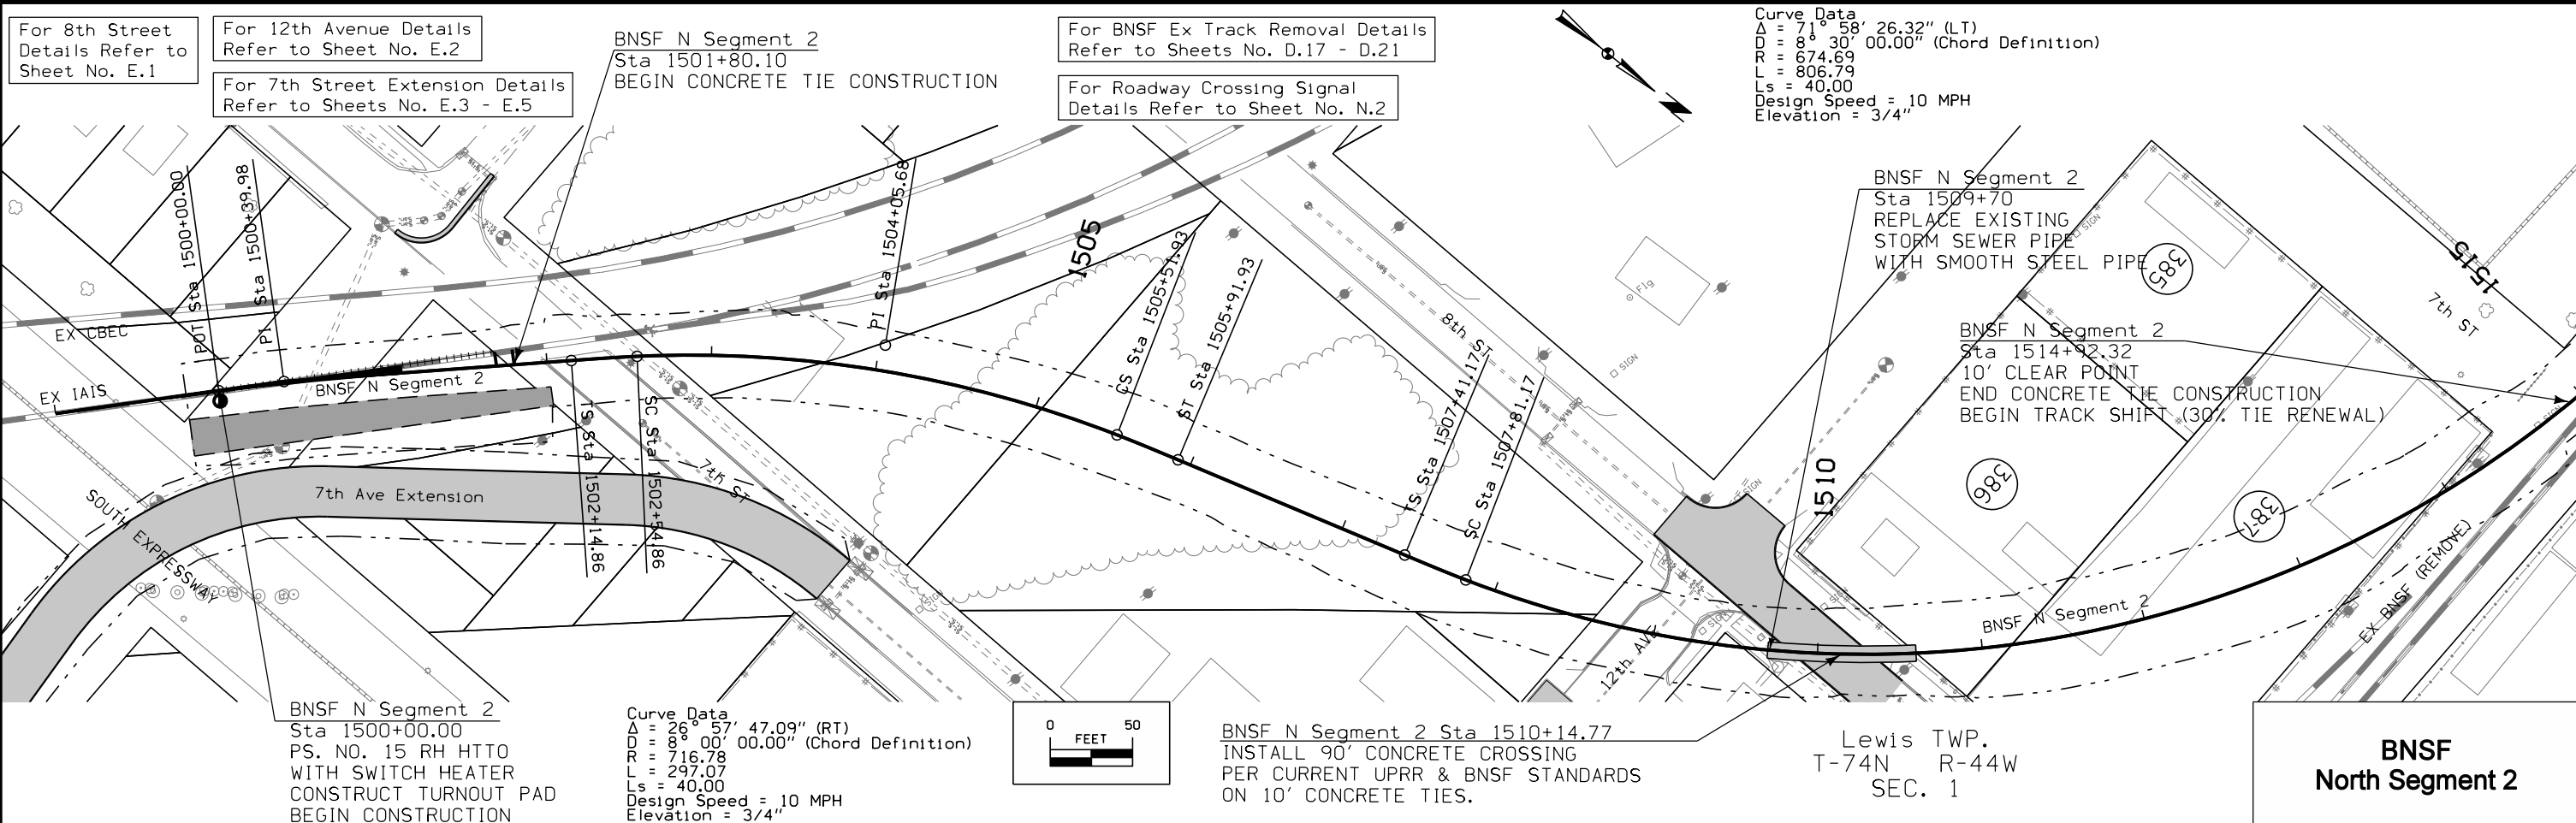 For 8th Street
Details Refer to
Sheet No. E.1
For 12th Avenue Details
Refer to Sheet No. E.2
For 7th Street Extension Details
Refer to Sheets No. E.3 - E.5
BNSF N Segment 2
Sta 1501+80.10
BEGIN CONCRETE TIE CONSTRUCTION
For BNSF Ex Track Removal Details
Refer to Sheets No. D.17 - D.21
For Roadway Crossing Signal
Details Refer to Sheet No. N.2
Curve Data
Δ = 71° 58' 26.32" (LT)
D = 8° 30' 00.00" (Chord Definition)
R = 674.69
L = 806.79
Ls = 40.00
Design Speed = 10 MPH
Elevation = 3/4"
POT Sta 1500+00.00
PI Sta 1500+39.98
PI Sta 1504+05.68
1505
CS Sta 1505+51.93
ST Sta 1505+91.93
TS Sta 1507+41.17
SC Sta 1507+81.17
8th ST
Flg
SIGN
BNSF N Segment 2
Sta 1509+70
REPLACE EXISTING
STORM SEWER PIPE
WITH SMOOTH STEEL PIPE
385
SIGN
1515
7th ST
BNSF N Segment 2
Sta 1514+92.32
10' CLEAR POINT
END CONCRETE TIE CONSTRUCTION
BEGIN TRACK SHIFT (30% TIE RENEWAL)
SIGN
EX CBEC
EX IAIS
BNSF N Segment 2
TS Sta 1502+14.86
SC Sta 1502+54.86
7th ST
7th Ave Extension
SOUTH EXPRESSWAY
SIGN
1510
SIGN
386
387
SIGN
SIGN
12th AVE
BNSF N Segment 2
EX BNSF (REMOVE)
BNSF N Segment 2
Sta 1500+00.00
PS. NO. 15 RH HTTO
WITH SWITCH HEATER
CONSTRUCT TURNOUT PAD
BEGIN CONSTRUCTION
Curve Data
Δ = 26° 57' 47.09" (RT)
D = 8° 00' 00.00" (Chord Definition)
R = 716.78
L = 297.07
Ls = 40.00
Design Speed = 10 MPH
Elevation = 3/4"
0 50
FEET
BNSF N Segment 2 Sta 1510+14.77
INSTALL 90' CONCRETE CROSSING
PER CURRENT UPRR & BNSF STANDARDS
ON 10' CONCRETE TIES.
Lewis TWP.
T-74N R-44W
SEC. 1
BNSF
North Segment 2